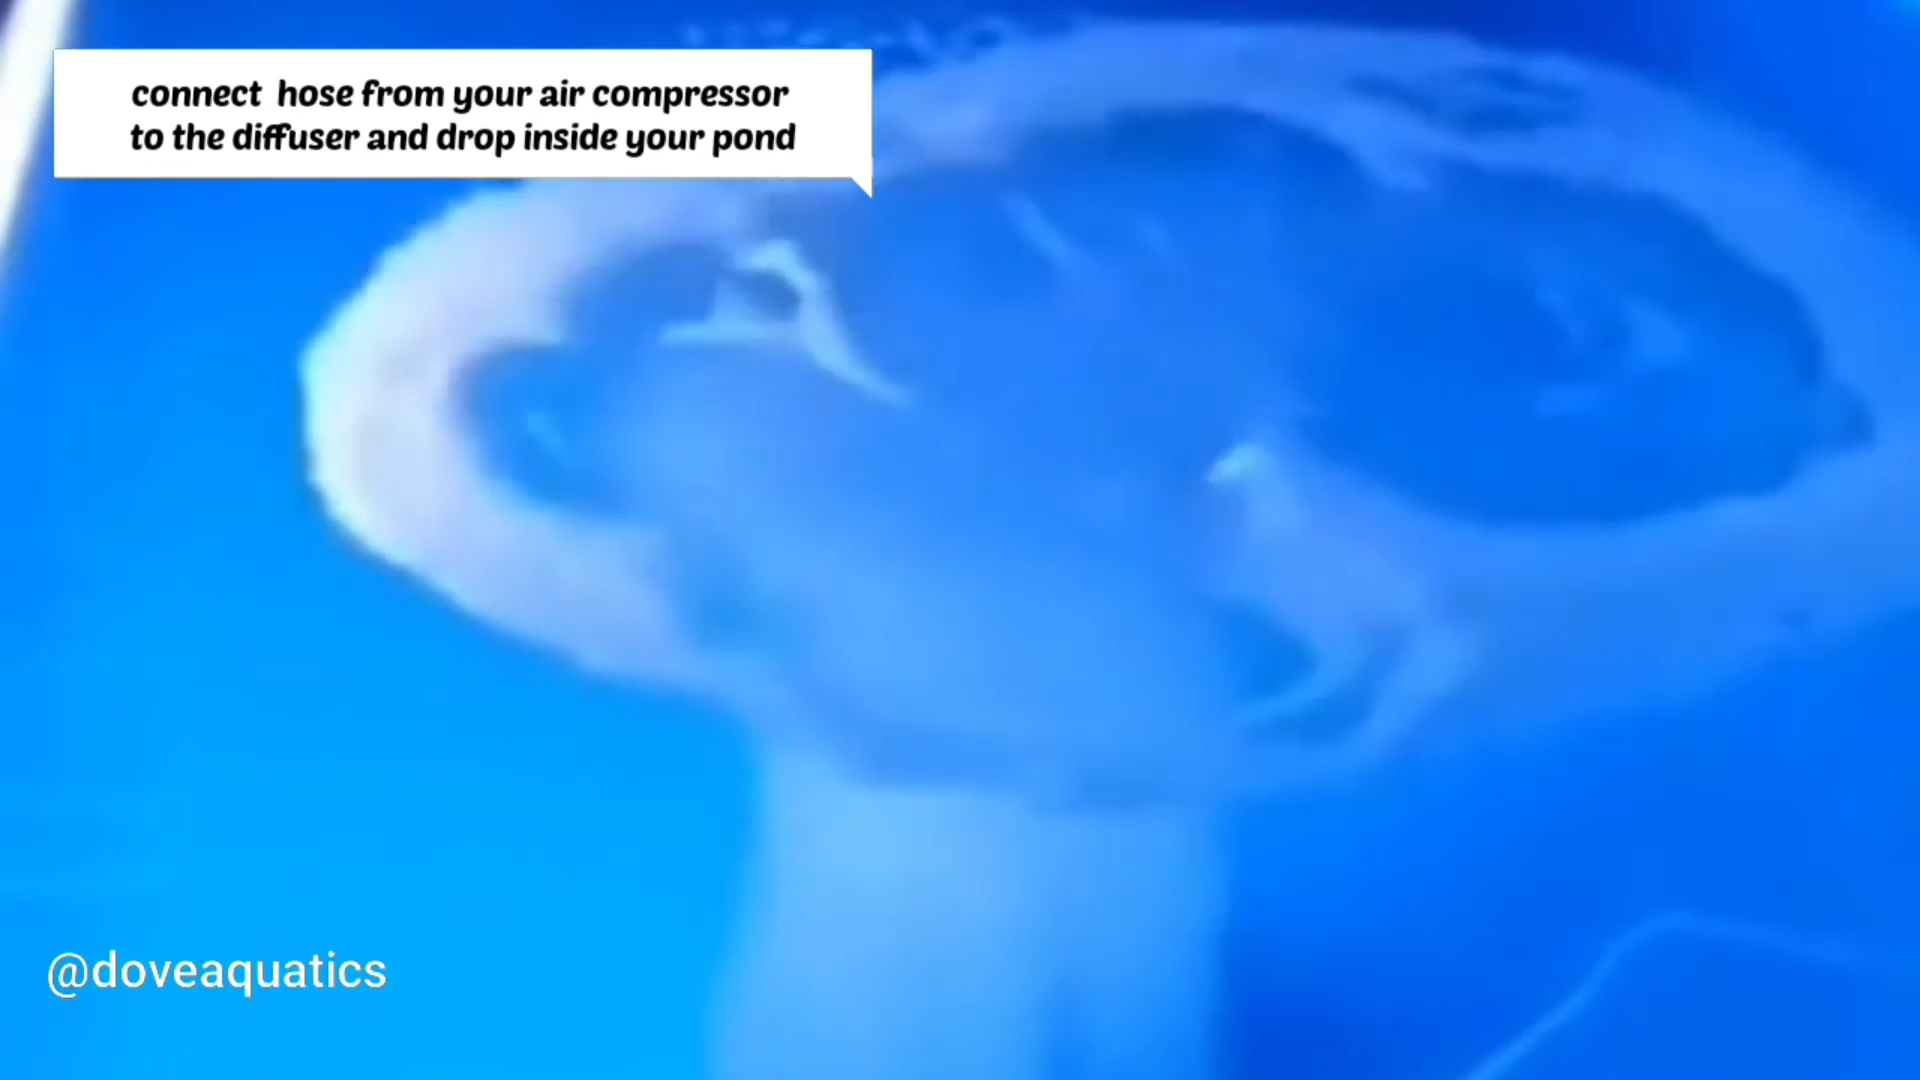 connect hose from your air compressor
to the diffuser and drop inside your pond
@doveaquatics